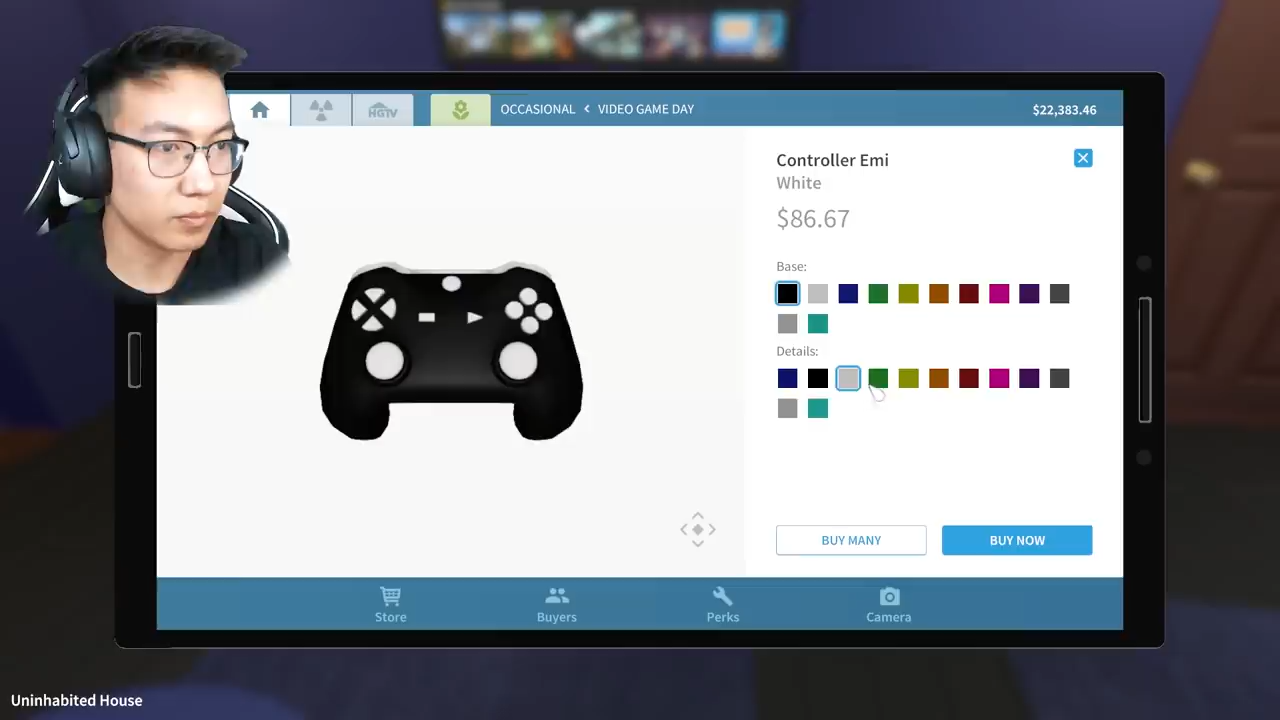 HGTV
OCCASIONAL < VIDEO GAME DAY
$22,383.46
Controller Emi
White
$86.67
Base:
Details:
BUY MANY
BUY NOW
Store
Buyers
Perks
Camera
Uninhabited House